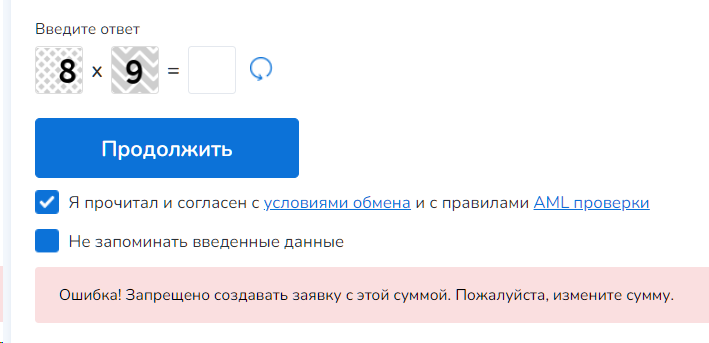 Введите ответ
8 x 9 =
Продолжить
Я прочитал и согласен с условиями обмена и с правилами AML проверки
Не запоминать введенные данные
Ошибка! Запрещено создавать заявку с этой суммой. Пожалуйста, измените сумму.